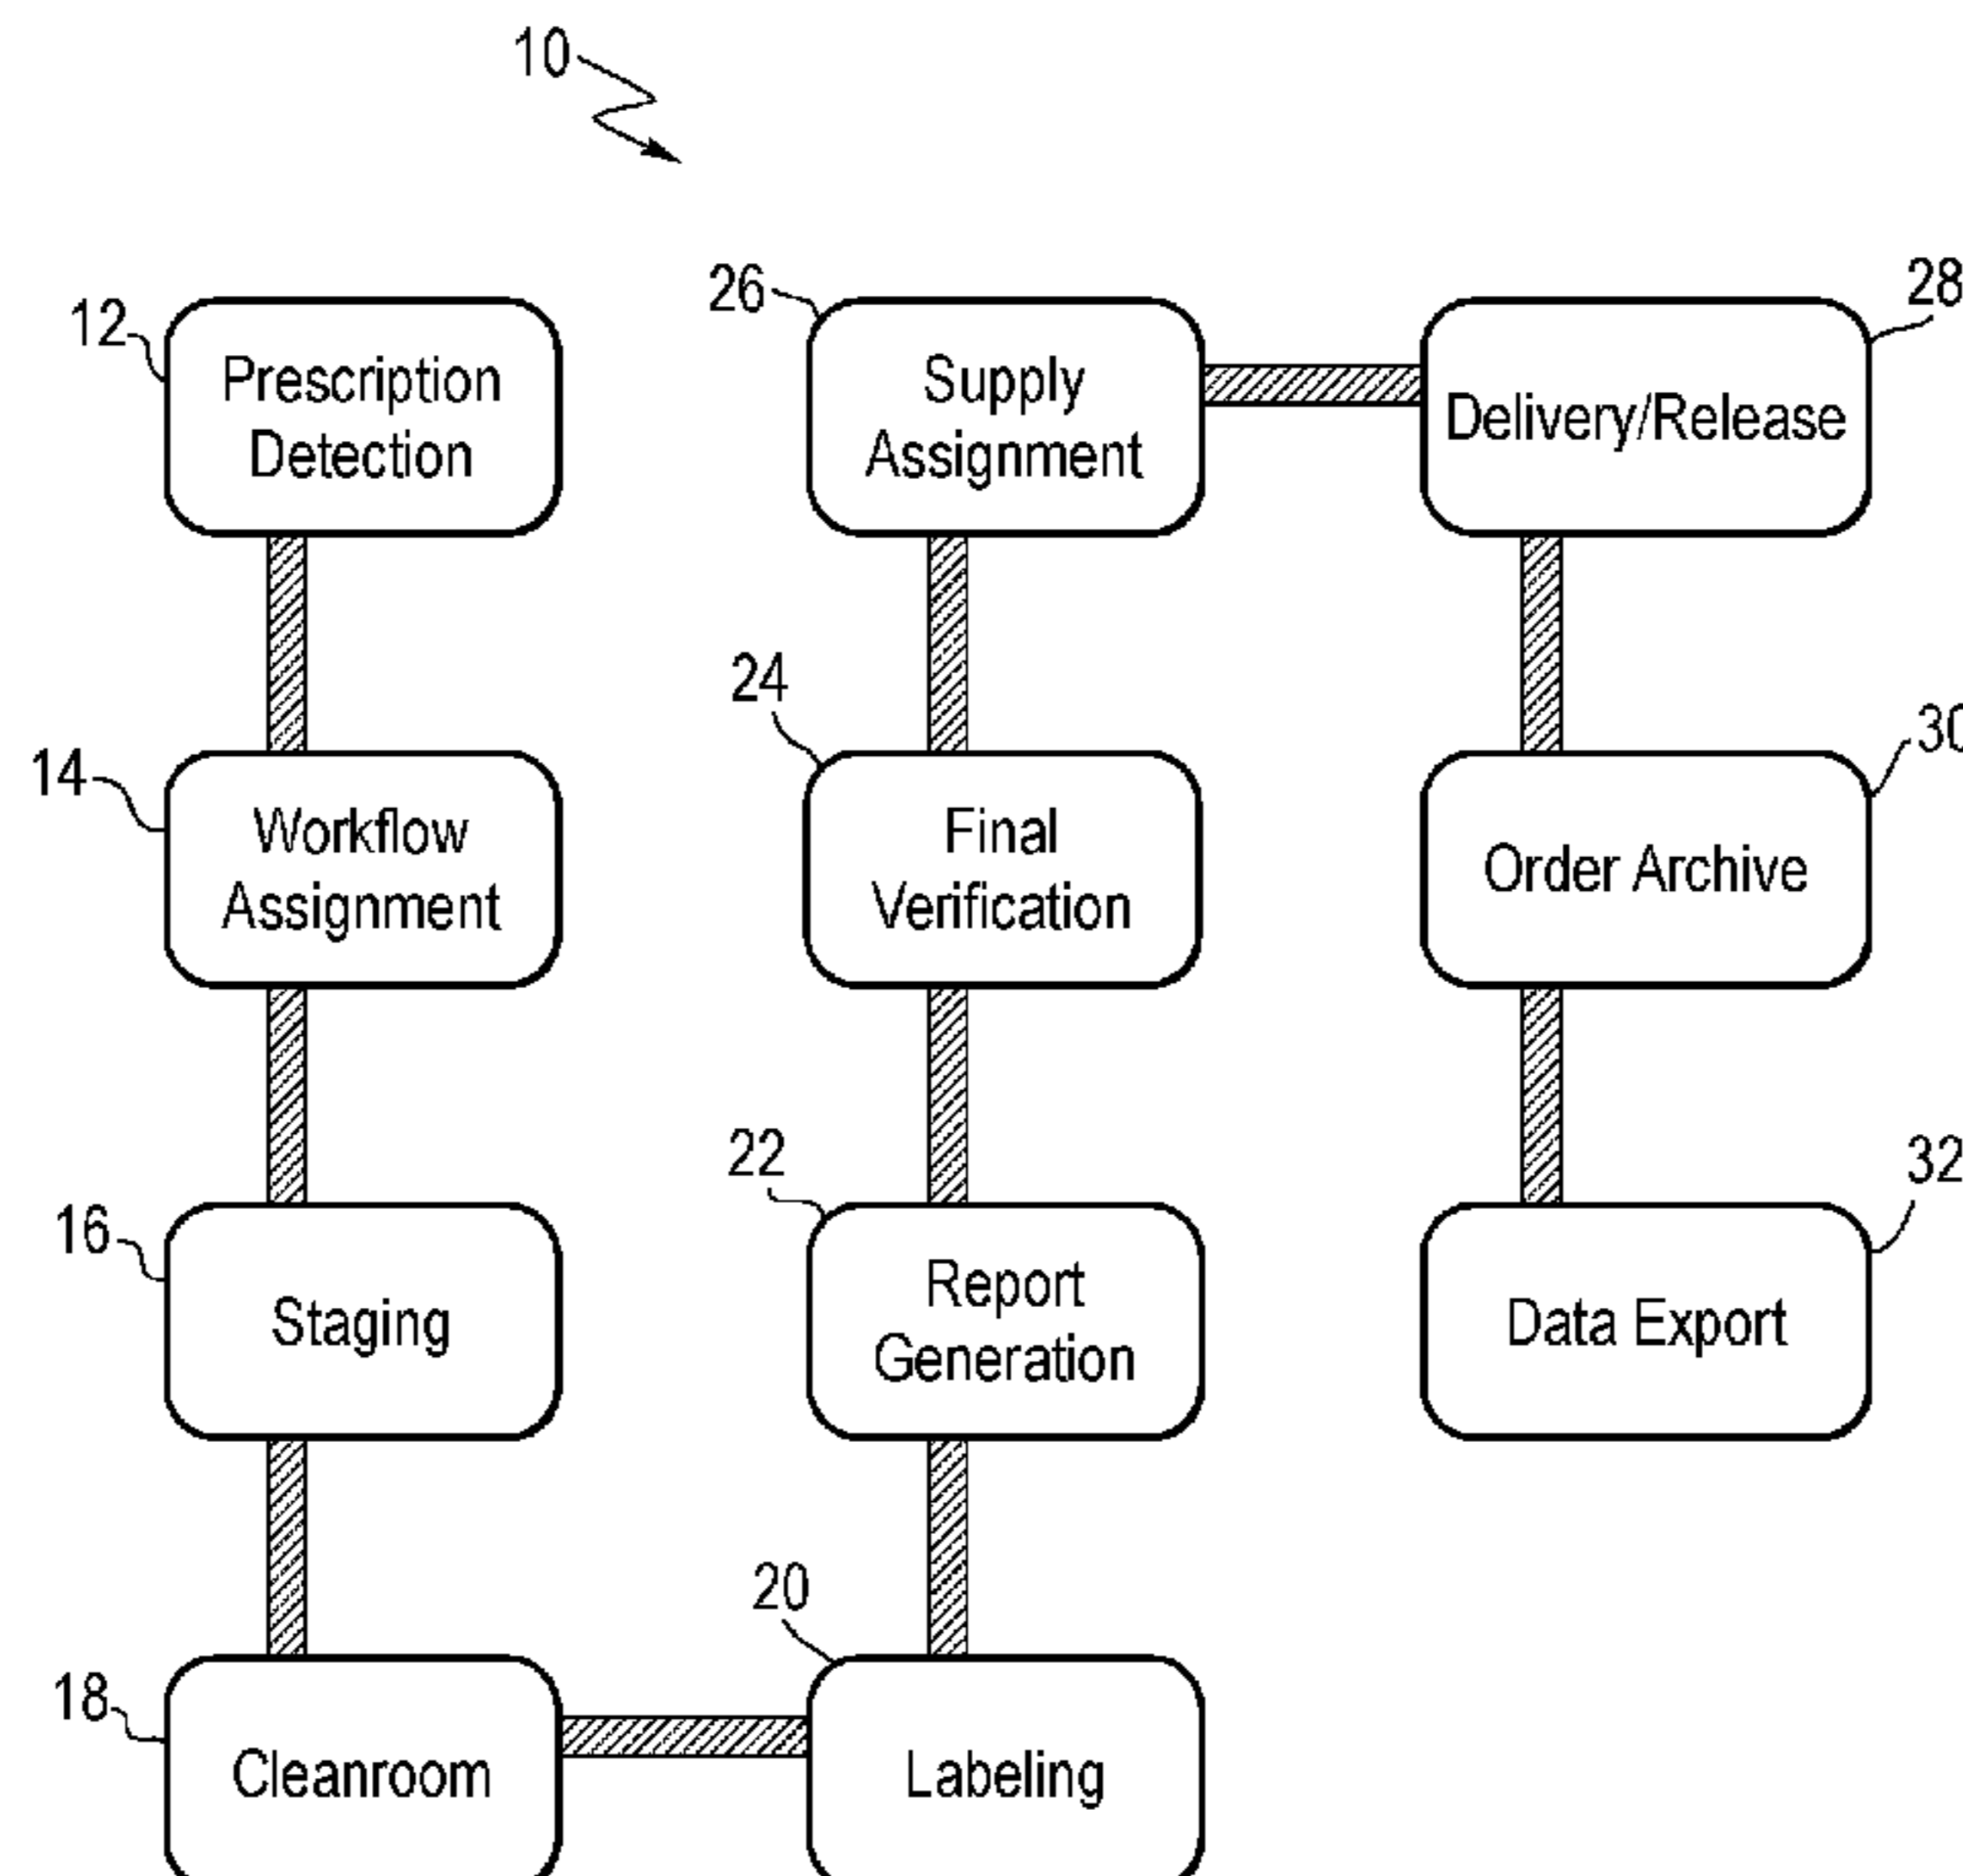 10
12
Prescription
Detection
14
Workflow
Assignment
16
Staging
18
Cleanroom
20
Labeling
22
Report
Generation
24
Final
Verification
26
Supply
Assignment
28
Delivery/Release
30
Order Archive
32
Data Export